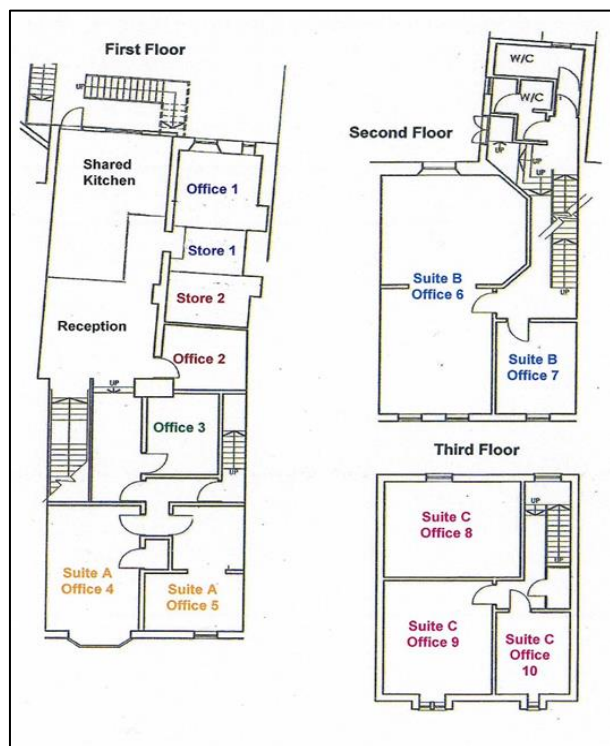 First Floor
UP
Shared
Kitchen
Office 1
Store 1
Store 2
Reception
Office 2
UP
Office 3
UP
Suite A
Office 4
Suite A
Office 5
W/C
W/C
Second Floor
UP
UP
UP
Suite B
Office 6
UP
Suite B
Office 7
Third Floor
UP
Suite C
Office 8
UP
Suite C
Office 9
Suite C
Office
10